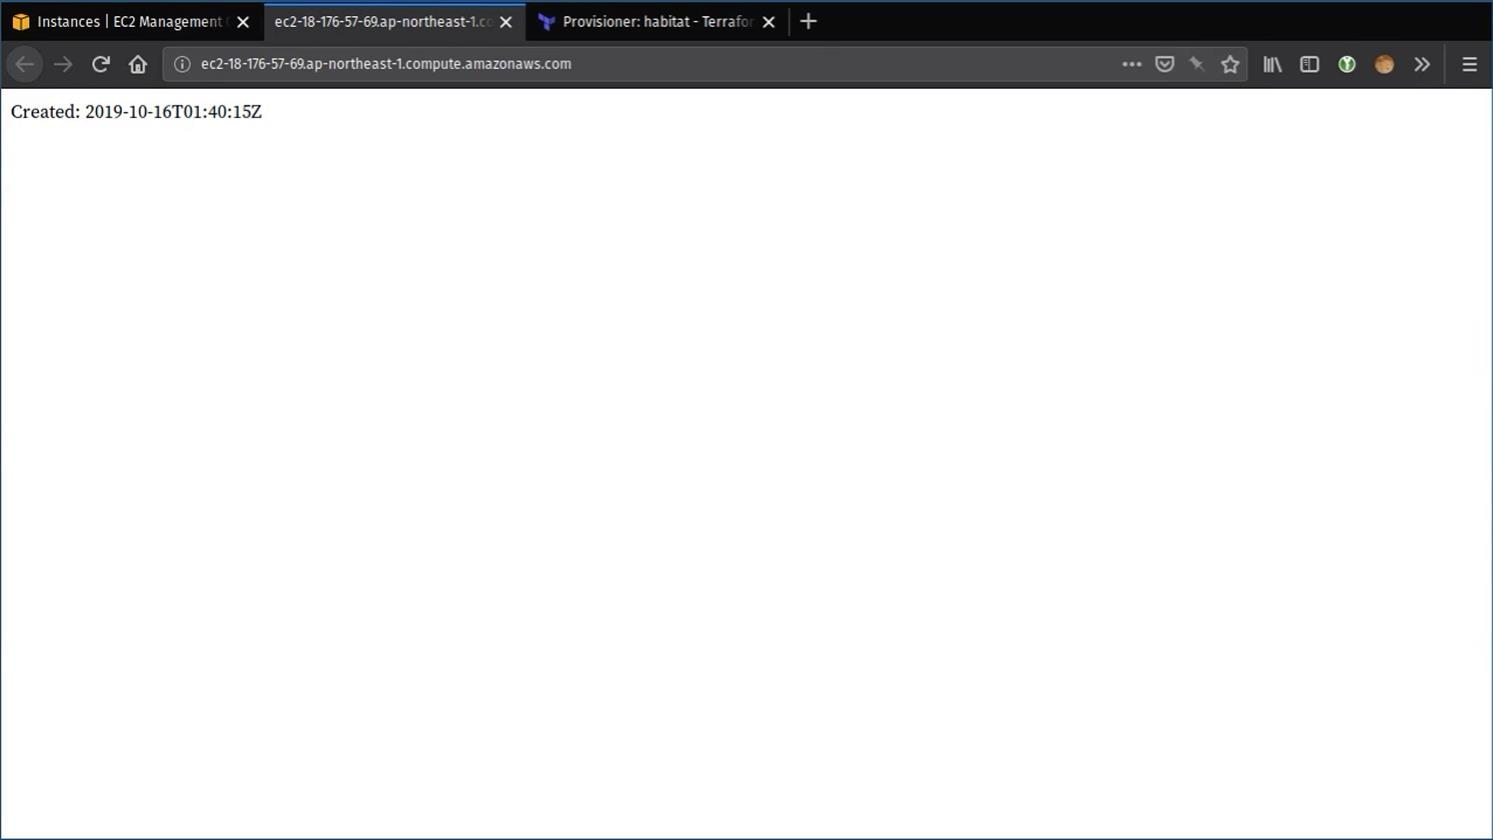 Instances | EC2 Management
ec2-18-176-57-69.ap-northeast-1.co
Provisioner: habitat - Terrafor
ec2-18-176-57-69.ap-northeast-1.compute.amazonaws.com
Created: 2019-10-16T01:40:15Z